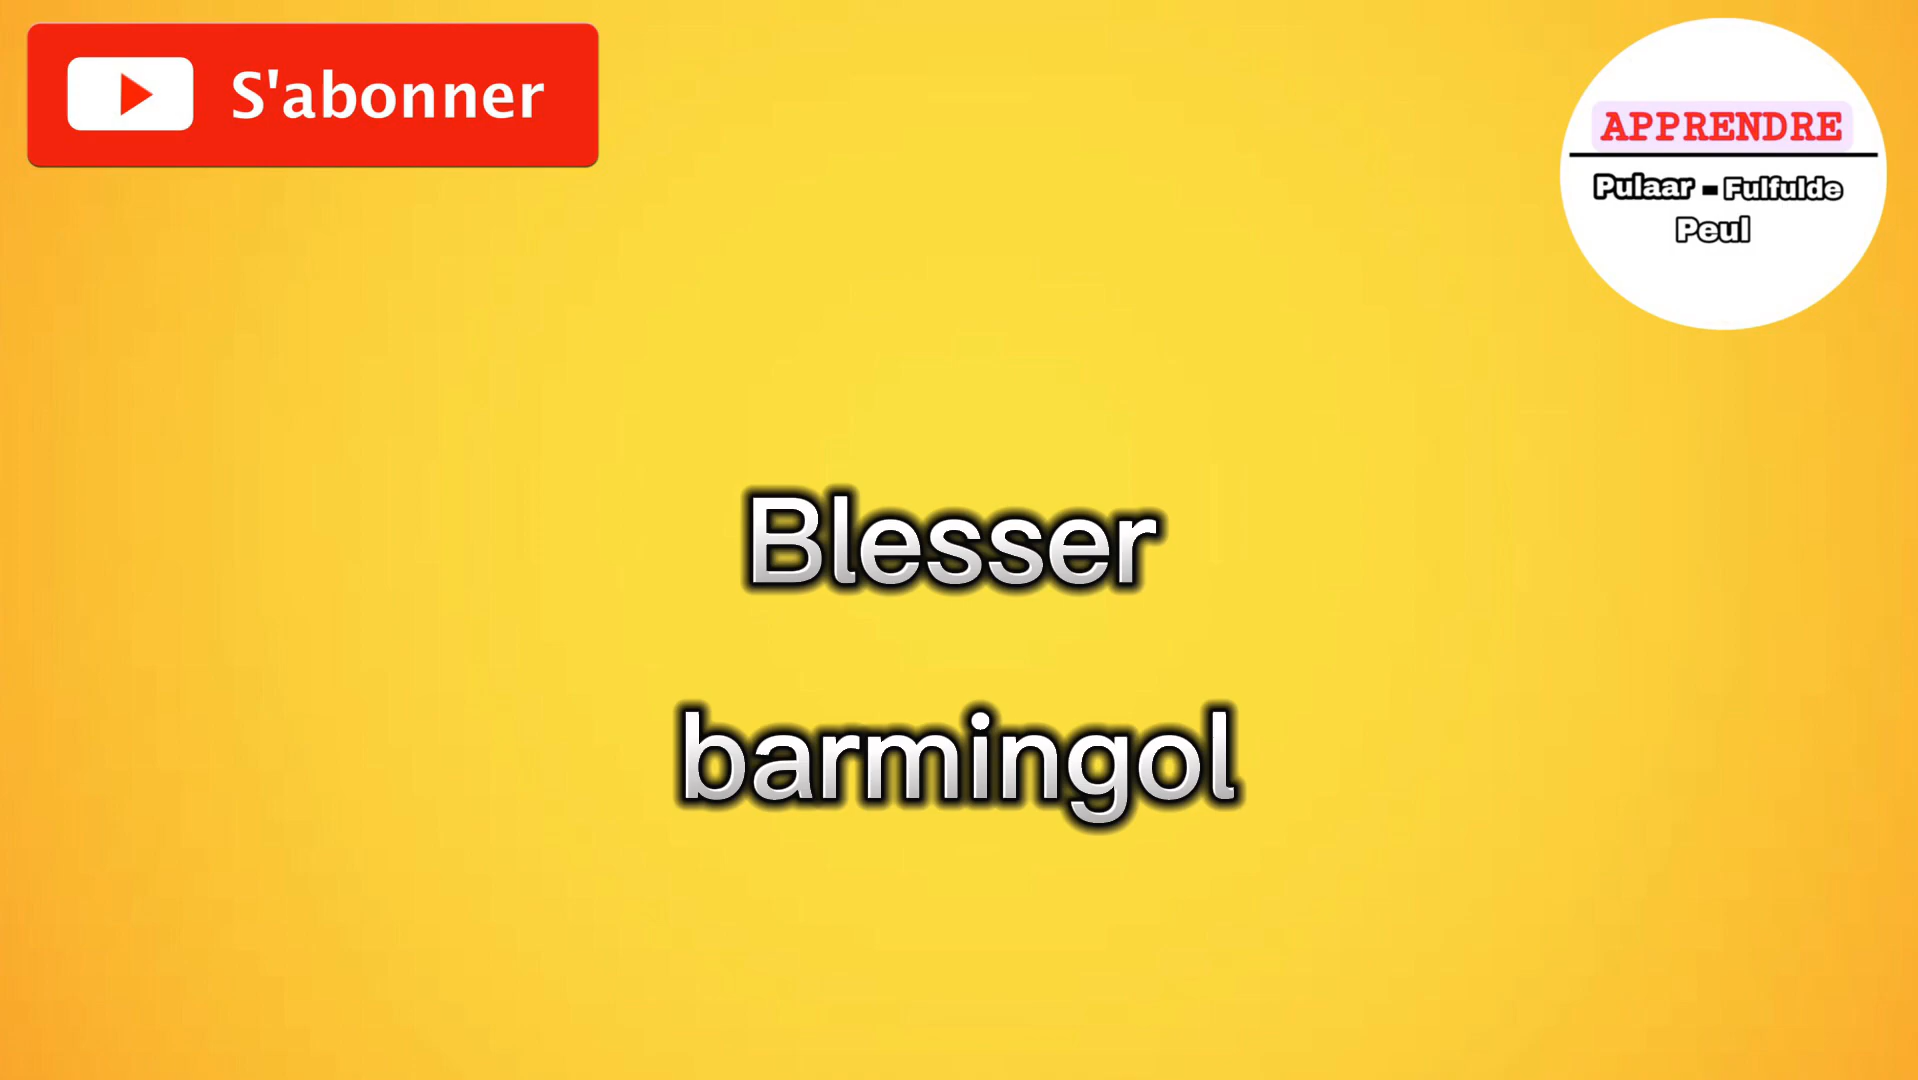 S'abonner
APPRENDRE
Pulaar - Fulfulde
Peul
Blesser
barmingol